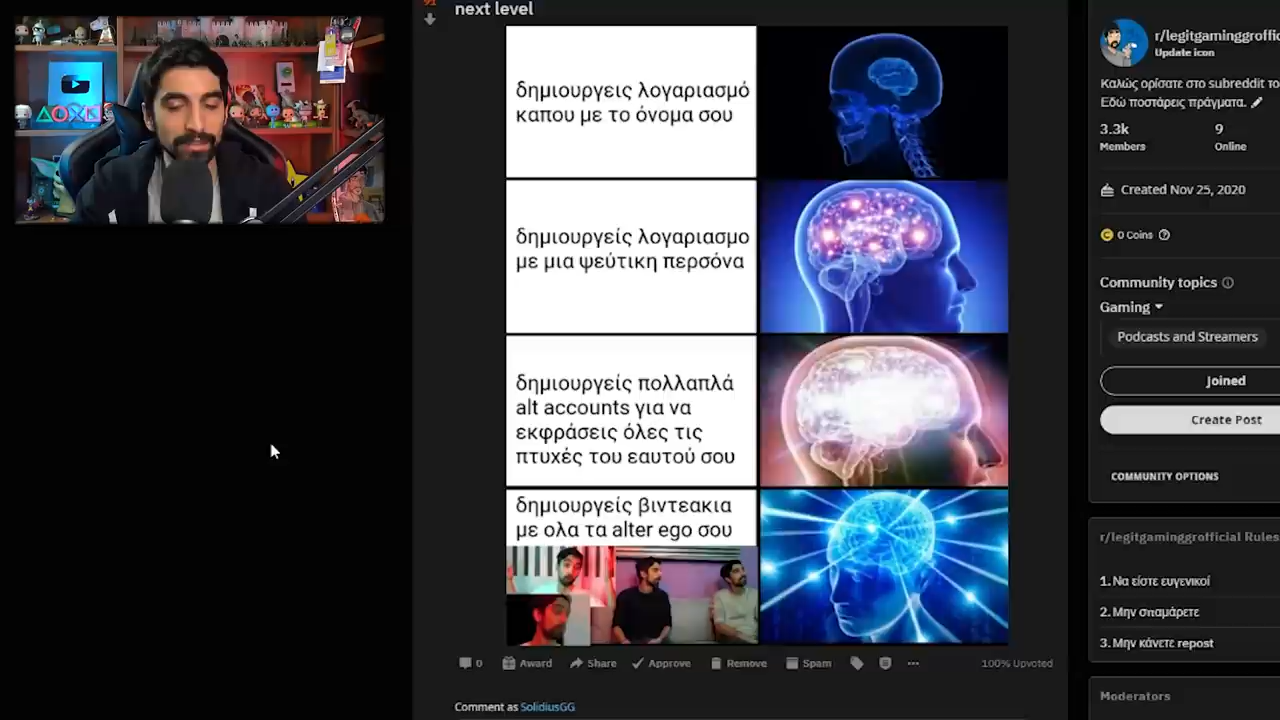 91
next level
δημιουργεις λογαριασμό
καπου με το όνομα σου
δημιουργείς λογαριασμο
με μια ψεύτικη περσόνα
δημιουργείς πολλαπλά
alt accounts για να
εκφράσεις όλες τις
πτυχές του εαυτού σου
δημιουργείς βιντεακια
με ολα τα alter ego σου
0
Award
Share
Approve
Remove
Spam
100% Upvoted
Comment as SolidiusGG
r/legitgaminggroffic
Update icon
Καλώς ορίσατε στο subreddit το
Εδώ ποστάρεις πράγματα.
3.3k
9
Members
Online
Created Nov 25, 2020
0 Coins
Community topics
Gaming
Podcasts and Streamers
Joined
Create Post
COMMUNITY OPTIONS
r/legitgaminggrofficial Rules
1. Να είστε ευγενικοί
2. Μην σπαμάρετε
3. Μην κάνετε repost
Moderators